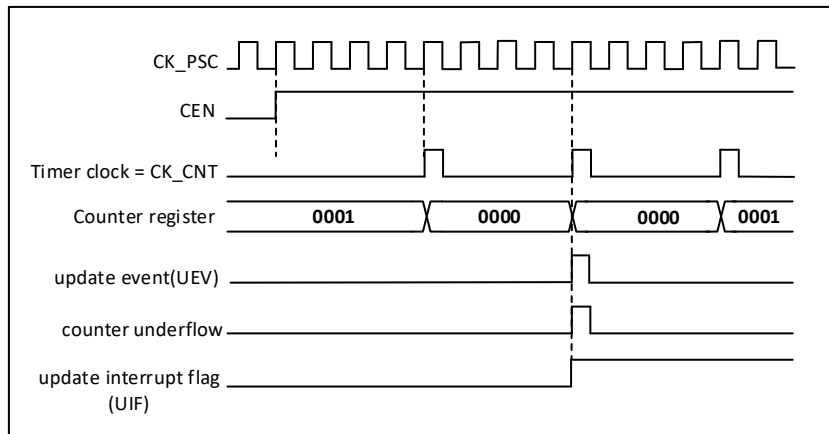 CK_PSC
CEN
Timer clock = CK_CNT
Counter register 0001 0000 0000 0001
update event(UEV)
counter underflow
update interrupt flag
(UIF)